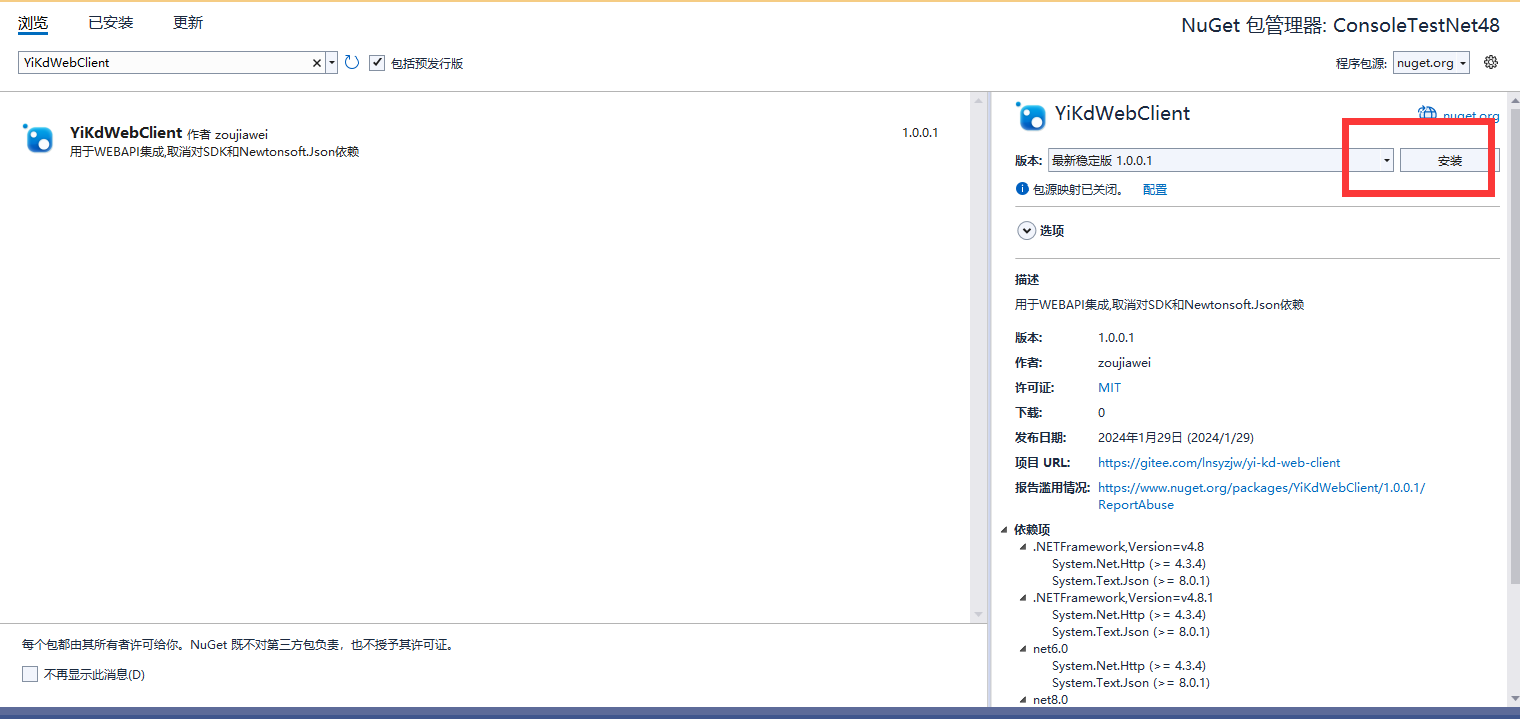 浏览 已安装 更新
NuGet 包管理器: ConsoleTestNet48
YiKdWebClient
包括预发行版
程序包源: nuget.org
YiKdWebClient 作者 zoujiawei
1.0.0.1
用于WEBAPI集成,取消对SDK和Newtonsoft.Json依赖
YiKdWebClient
nuget.org
版本: 最新稳定版 1.0.0.1
安装
包源映射已关闭。 配置
选项
描述
用于WEBAPI集成,取消对SDK和Newtonsoft.Json依赖
版本: 1.0.0.1
作者: zoujiawei
许可证: MIT
下载: 0
发布日期: 2024年1月29日 (2024/1/29)
项目 URL: https://gitee.com/lnsyzjw/yi-kd-web-client
报告滥用情况: https://www.nuget.org/packages/YiKdWebClient/1.0.0.1/
ReportAbuse
依赖项
.NETFramework,Version=v4.8
System.Net.Http (>= 4.3.4)
System.Text.Json (>= 8.0.1)
.NETFramework,Version=v4.8.1
System.Net.Http (>= 4.3.4)
System.Text.Json (>= 8.0.1)
net6.0
System.Net.Http (>= 4.3.4)
System.Text.Json (>= 8.0.1)
net8.0
每个包都由其所有者许可给你。NuGet 既不对第三方包负责，也不授予其许可证。
不再显示此消息(D)